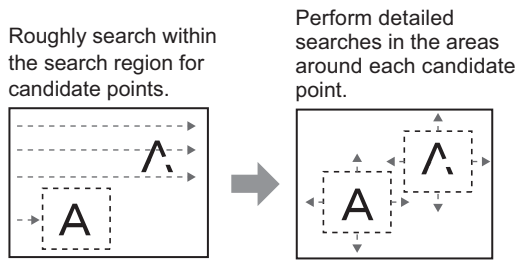 Roughly search within
the search region for
candidate points.
Perform detailed
searches in the areas
around each candidate
point.
A
A